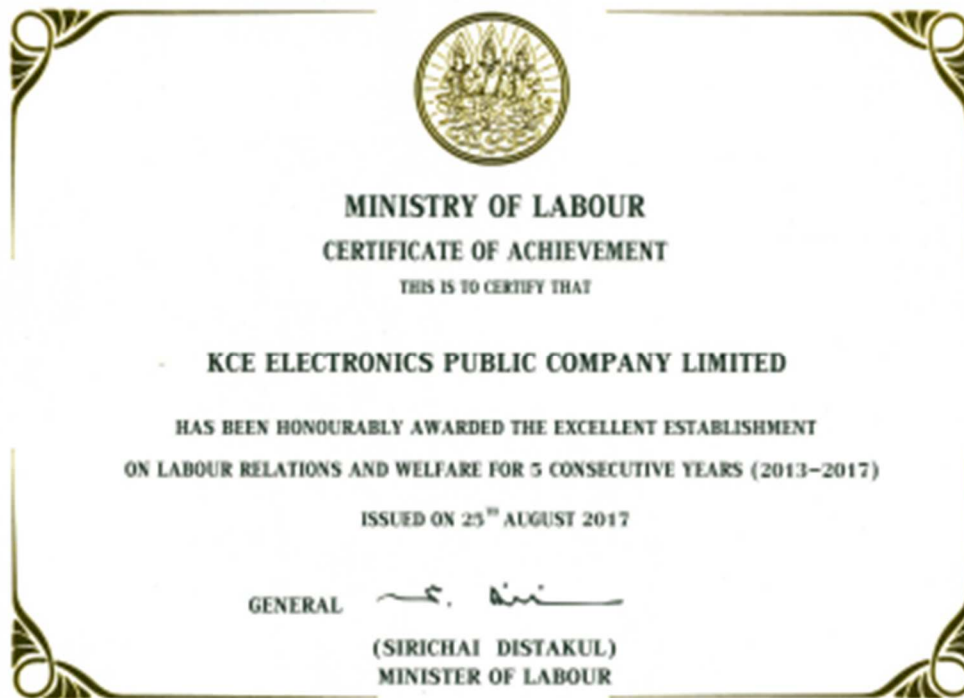 MINISTRY OF LABOUR
CERTIFICATE OF ACHIEVEMENT
THIS IS TO CERTIFY THAT
KCE ELECTRONICS PUBLIC COMPANY LIMITED
HAS BEEN HONOURABLY AWARDED THE EXCELLENT ESTABLISHMENT
ON LABOUR RELATIONS AND WELFARE FOR 5 CONSECUTIVE YEARS (2013-2017)
ISSUED ON 25TH AUGUST 2017
GENERAL
(SIRICHAI DISTAKUL)
MINISTER OF LABOUR